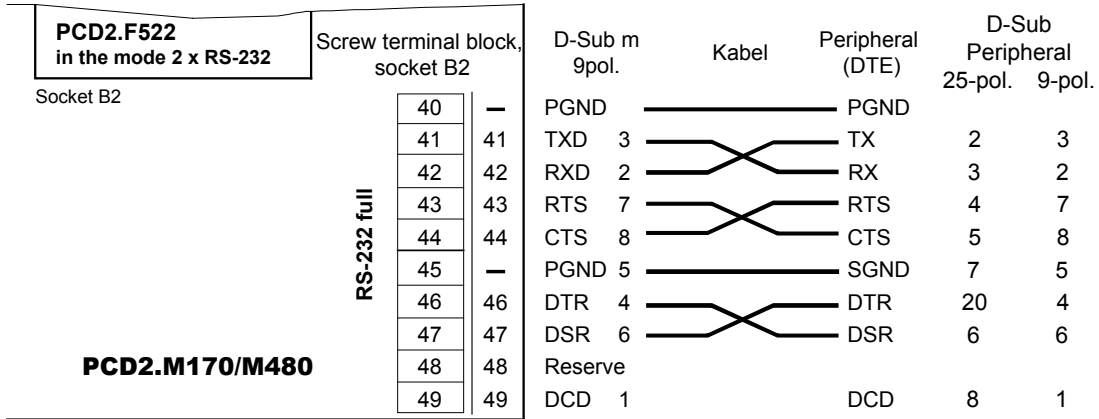 PCD2.F522
in the mode 2 x RS-232
Screw terminal block,
socket B2
D-Sub m
9pol.
Kabel
Peripheral
(DTE)
D-Sub
Peripheral
25-pol. 9-pol.
Socket B2
RS-232 full
40 – PGND PGND
41 41 TXD 3 TX 2 3
42 42 RXD 2 RX 3 2
43 43 RTS 7 RTS 4 7
44 44 CTS 8 CTS 5 8
45 – PGND 5 SGND 7 5
46 46 DTR 4 DTR 20 4
47 47 DSR 6 DSR 6 6
48 48 Reserve
49 49 DCD 1 DCD 8 1
PCD2.M170/M480